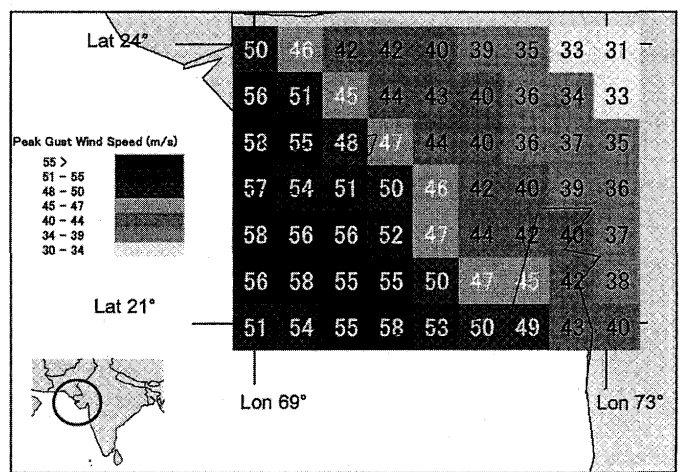 Lat 24°
50 46 42 42 40 39 35 33 31
56 51 45 44 43 40 36 34 33
58 55 48 47 44 40 36 37 35
57 54 51 50 46 42 40 39 36
58 56 56 52 47 44 42 40 37
56 58 55 55 50 47 45 42 38
51 54 55 58 53 50 49 43 40
Peak Gust Wind Speed (m/s)
55 >
51 - 55
48 - 50
45 - 47
40 - 44
34 - 39
30 - 34
Lat 21°
Lon 69°
Lon 73°